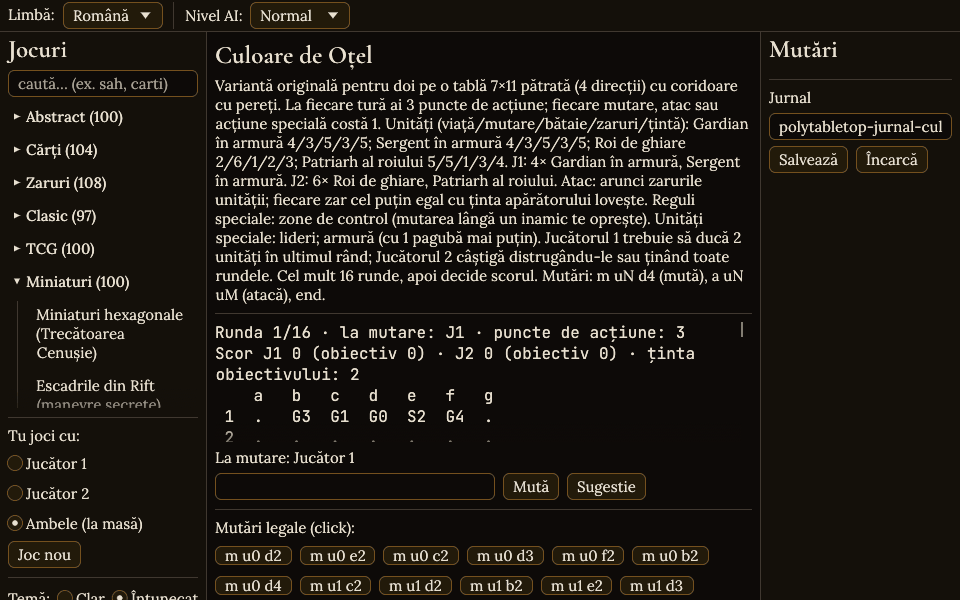 Limbă: Română Nivel AI: Normal
Jocuri
caută... (ex. sah, carti)
Abstract (100)
Cărți (104)
Zaruri (108)
Clasic (97)
TCG (100)
Miniaturi (100)
Miniaturi hexagonale
(Trecătoarea
Cenușie)
Escadrile din Rift
(manevre secrete)
Tu joci cu:
Jucător 1
Jucător 2
Ambele (la masă)
Joc nou
Temă: Clar Întunecat
Culoare de Oțel
Variantă originală pentru doi pe o tablă 7×11 pătrată (4 direcții) cu coridoare
cu pereți. La fiecare tură ai 3 puncte de acțiune; fiecare mutare, atac sau
acțiune specială costă 1. Unități (viață/mutare/bătaie/zaruri/țintă): Gardian
în armură 4/3/5/3/5; Sergent în armură 4/3/5/3/5; Roi de ghiare
2/6/1/2/3; Patriarh al roiului 5/5/1/3/4. J1: 4× Gardian în armură, Sergent
în armură. J2: 6× Roi de ghiare, Patriarh al roiului. Atac: arunci zarurile
unității; fiecare zar cel puțin egal cu ținta apărătorului lovește. Reguli
speciale: zone de control (mutarea lângă un inamic te oprește). Unități
speciale: lideri; armură (cu 1 pagubă mai puțin). Jucătorul 1 trebuie să ducă 2
unități în ultimul rând; Jucătorul 2 câștigă distrugându-le sau ținând toate
rundele. Cel mult 16 runde, apoi decide scorul. Mutări: m uN d4 (mută), a uN
uM (atacă), end.
Runda 1/16 · la mutare: J1 · puncte de acțiune: 3
Scor J1 0 (obiectiv 0) · J2 0 (obiectiv 0) · ținta
obiectivului: 2
a b c d e f g
1 . G3 G1 G0 S2 G4 .
2 . . . . . . .
La mutare: Jucător 1
Mută Sugestie
Mutări legale (click):
m u0 d2 m u0 e2 m u0 c2 m u0 d3 m u0 f2 m u0 b2
m u0 d4 m u1 c2 m u1 d2 m u1 b2 m u1 e2 m u1 d3
Mutări
Jurnal
polytabletop-jurnal-cul
Salvează Încarcă